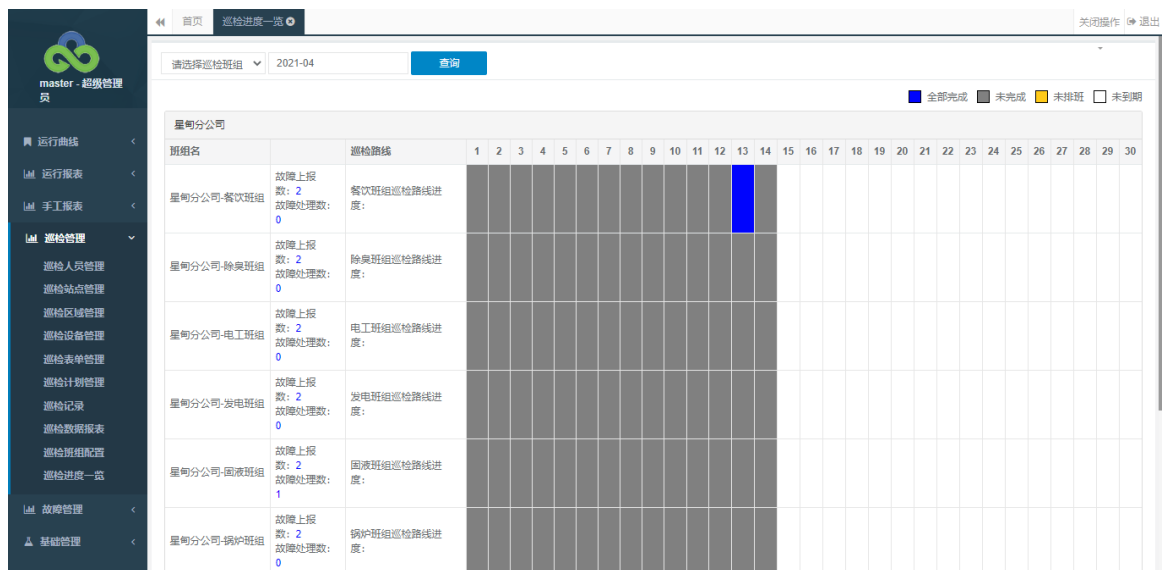 首页 巡检进度一览 关闭操作 退出
master - 超级管理
员
运行曲线
运行报表
手工报表
巡检管理
巡检人员管理
巡检站点管理
巡检区域管理
巡检设备管理
巡检表单管理
巡检计划管理
巡检记录
巡检数据报表
巡检班组配置
巡检进度一览
故障管理
基础管理
请选择巡检班组 2021-04 查询
全部完成 未完成 未排班 未到期
星甸分公司
班组名 巡检路线 1 2 3 4 5 6 7 8 9 10 11 12 13 14 15 16 17 18 19 20 21 22 23 24 25 26 27 28 29 30
星甸分公司-餐饮班组
故障上报
数: 2
故障处理数:
0
餐饮班组巡检路线进
度:
星甸分公司-除臭班组
故障上报
数: 2
故障处理数:
0
除臭班组巡检路线进
度:
星甸分公司-电工班组
故障上报
数: 2
故障处理数:
0
电工班组巡检路线进
度:
星甸分公司-发电班组
故障上报
数: 2
故障处理数:
0
发电班组巡检路线进
度:
星甸分公司-固液班组
故障上报
数: 2
故障处理数:
1
固液班组巡检路线进
度:
星甸分公司-锅炉班组
故障上报
数: 2
故障处理数:
0
锅炉班组巡检路线进
度: